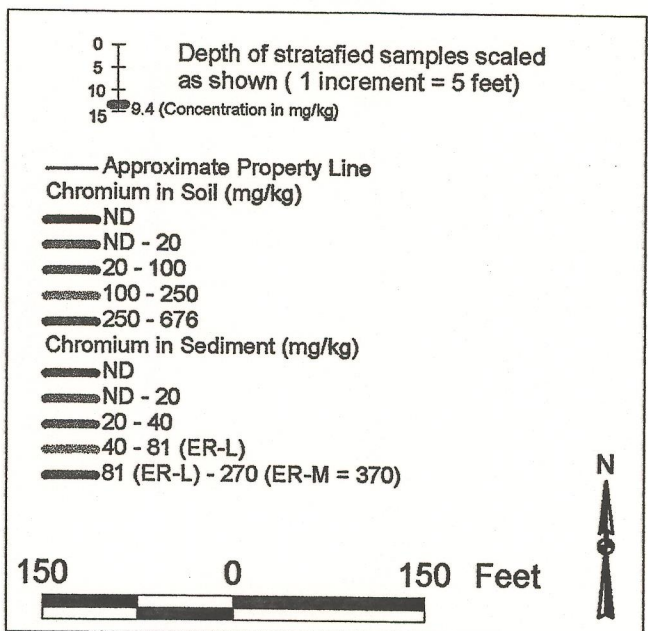 0
5
10
15
9.4 (Concentration in mg/kg)
Depth of stratafied samples scaled
as shown ( 1 increment = 5 feet)
Approximate Property Line
Chromium in Soil (mg/kg)
ND
ND - 20
20 - 100
100 - 250
250 - 676
Chromium in Sediment (mg/kg)
ND
ND - 20
20 - 40
40 - 81 (ER-L)
81 (ER-L) - 270 (ER-M = 370)
N
150 0 150 Feet